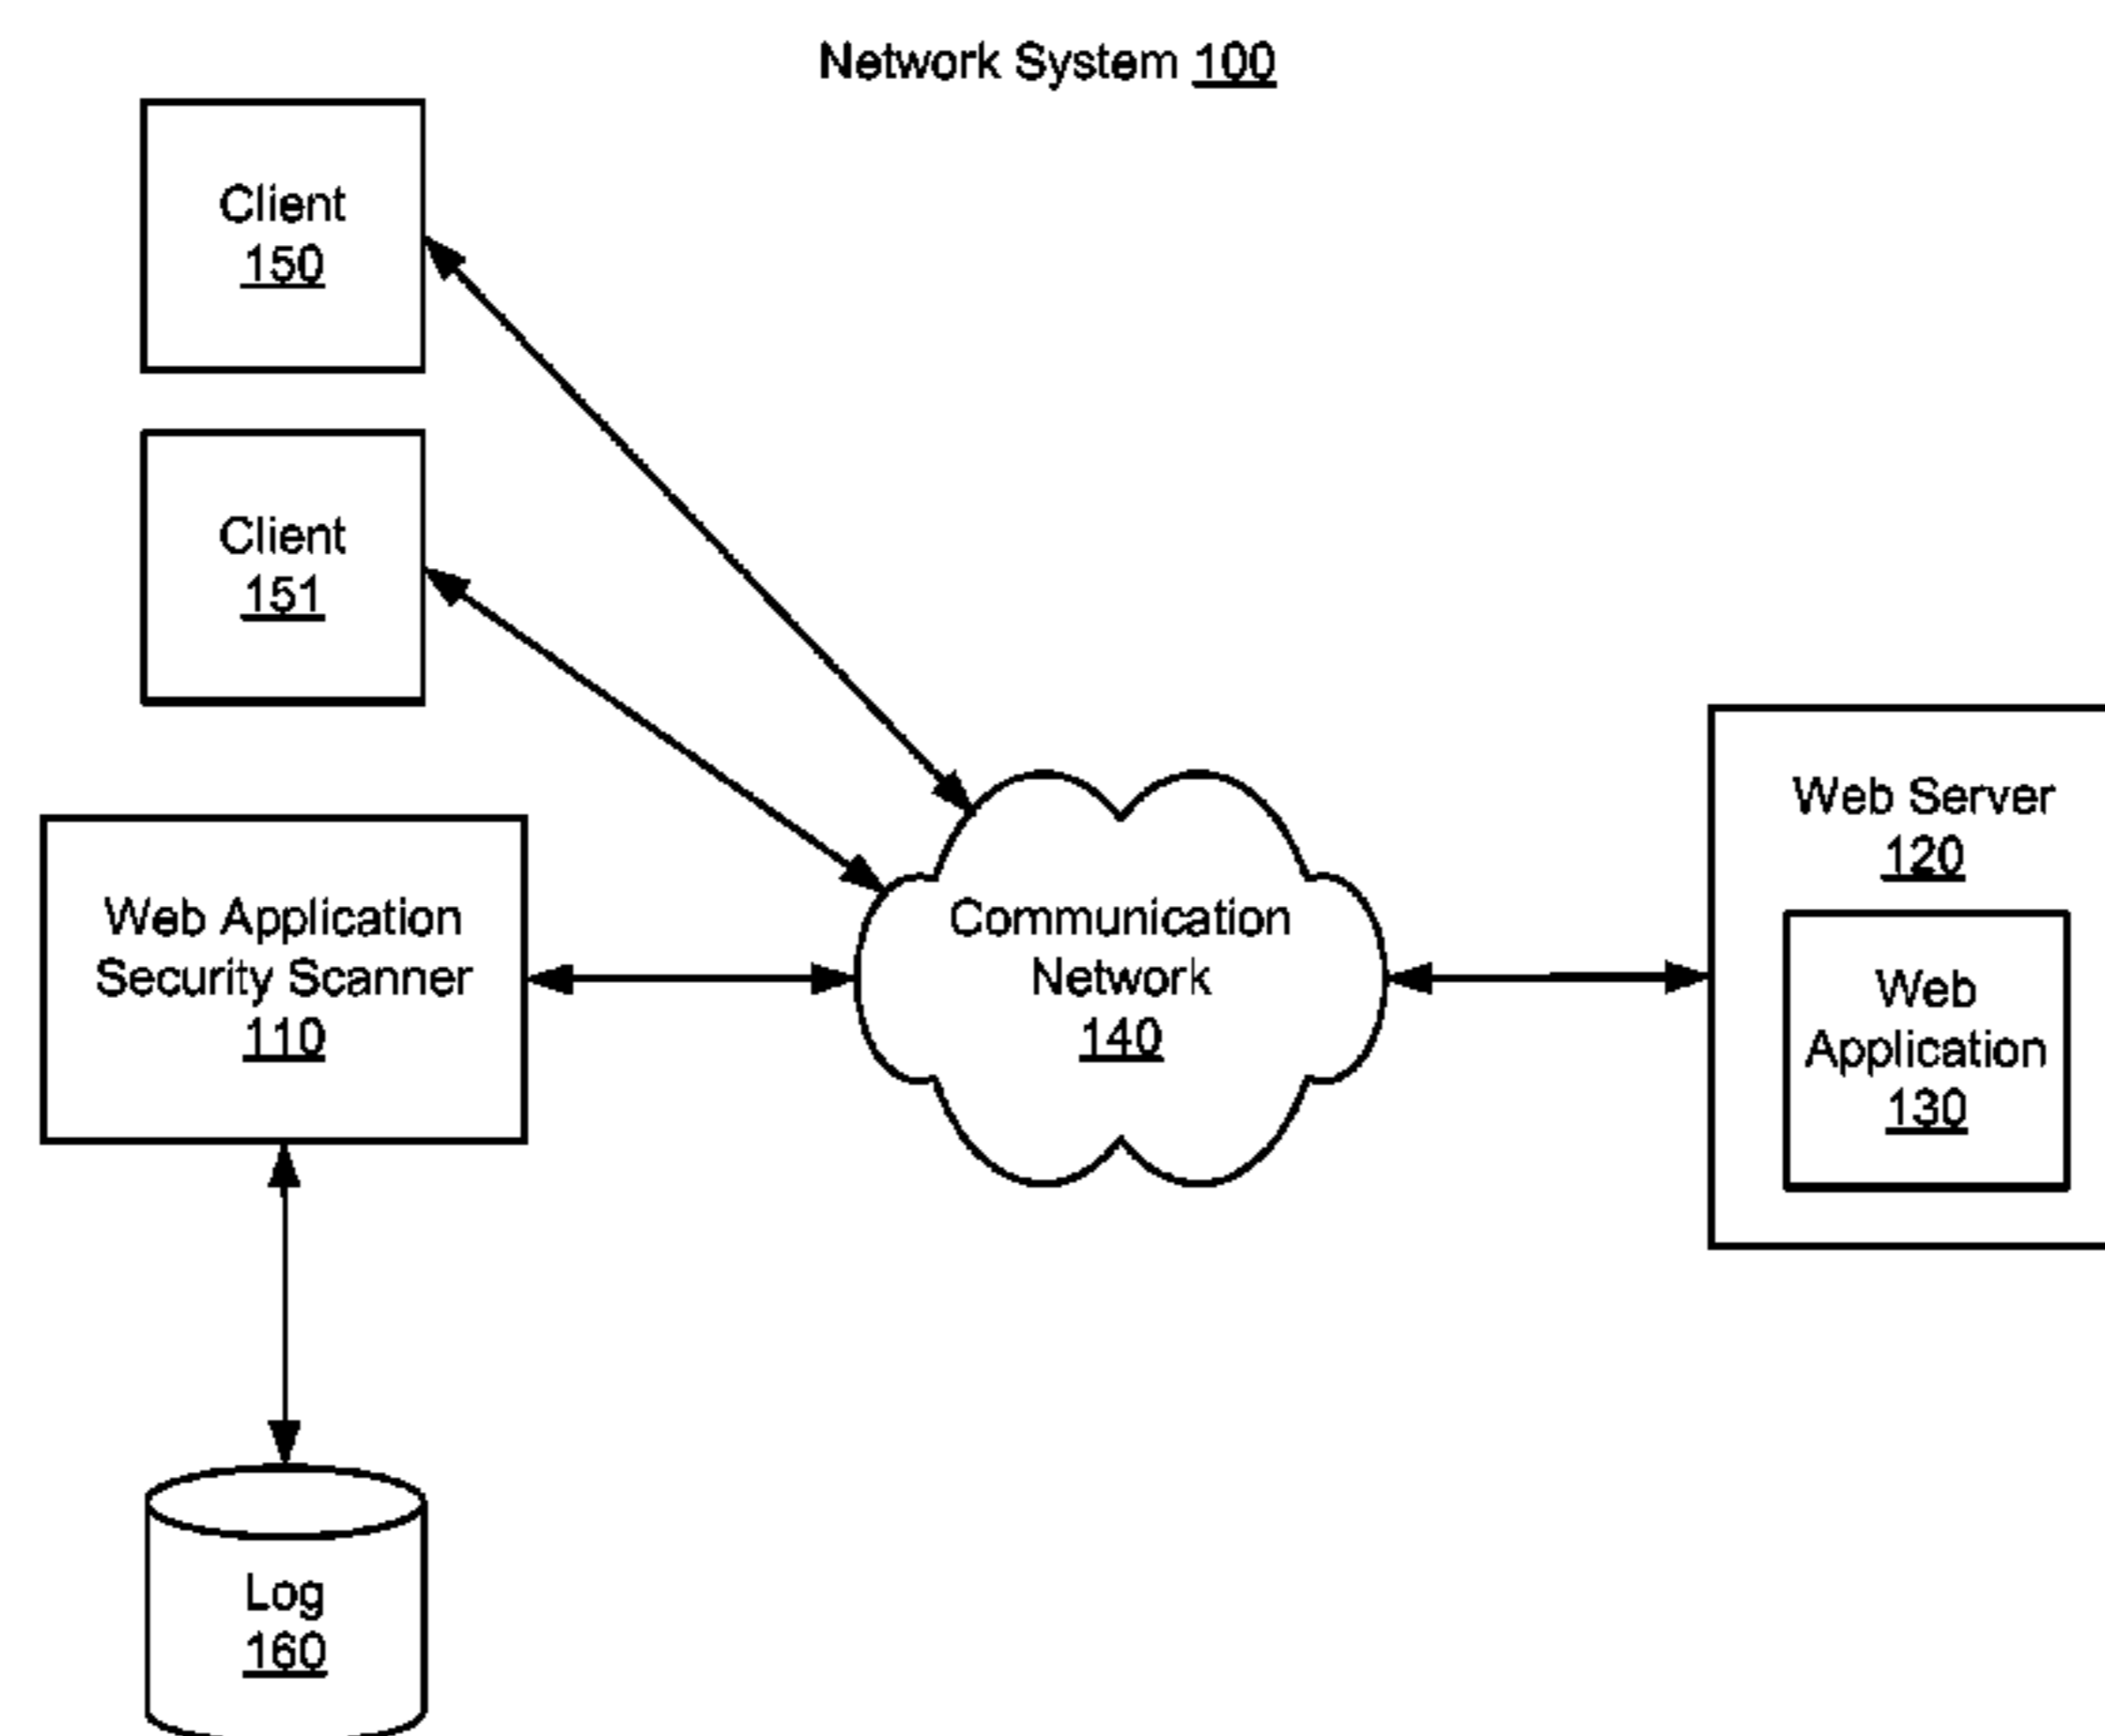 Network System 100
Client
150
Client
151
Web Application
Security Scanner
110
Communication
Network
140
Web Server
120
Web
Application
130
Log
160